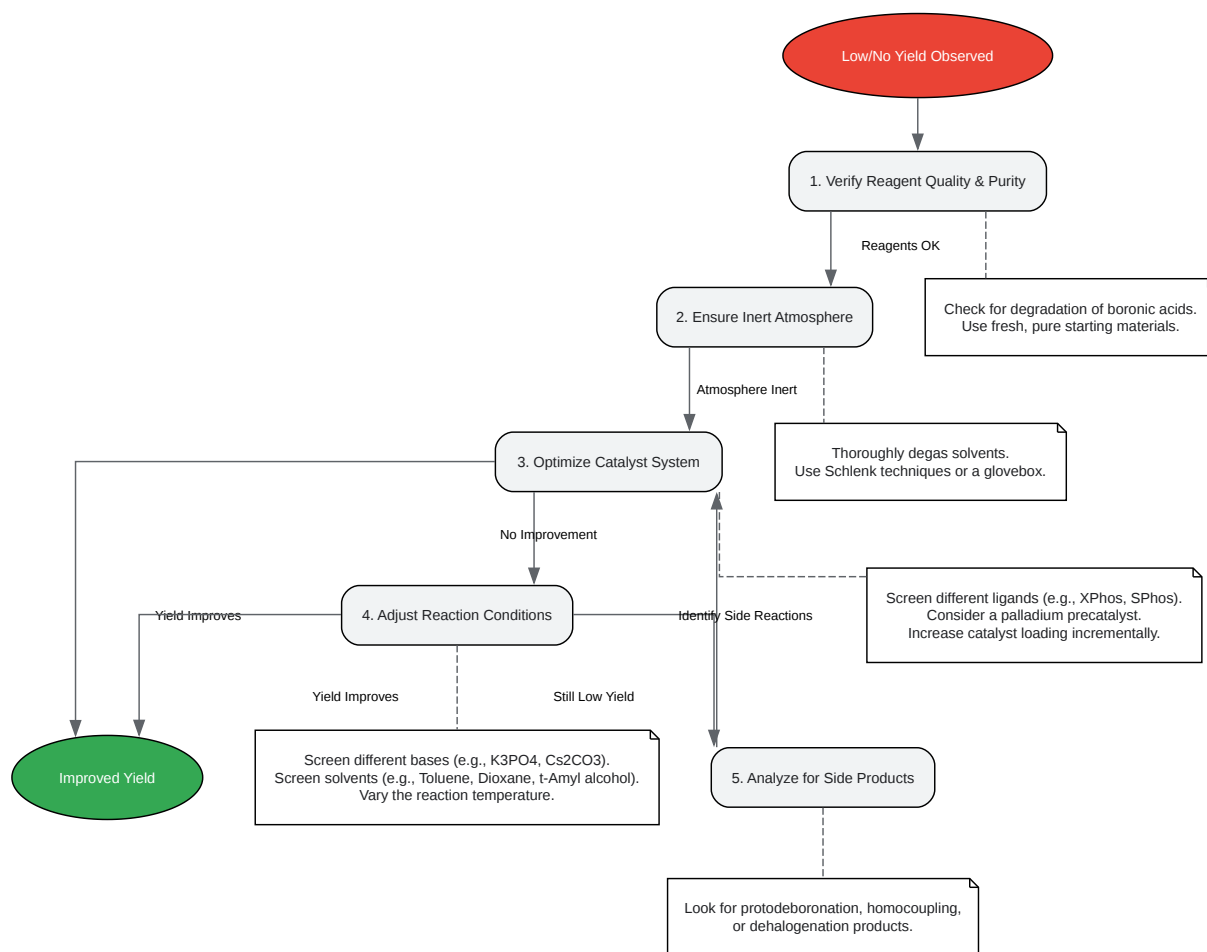 Low/No Yield Observed
1. Verify Reagent Quality & Purity
Reagents OK
Check for degradation of boronic acids.
Use fresh, pure starting materials.
2. Ensure Inert Atmosphere
Atmosphere Inert
Thoroughly degas solvents.
Use Schlenk techniques or a glovebox.
3. Optimize Catalyst System
No Improvement
Screen different ligands (e.g., XPhos, SPhos).
Consider a palladium precatalyst.
Increase catalyst loading incrementally.
Yield Improves
4. Adjust Reaction Conditions
Identify Side Reactions
Yield Improves
Still Low Yield
Improved Yield
Screen different bases (e.g., K3PO4, Cs2CO3).
Screen solvents (e.g., Toluene, Dioxane, t-Amyl alcohol).
Vary the reaction temperature.
5. Analyze for Side Products
Look for protodeboronation, homocoupling,
or dehalogenation products.